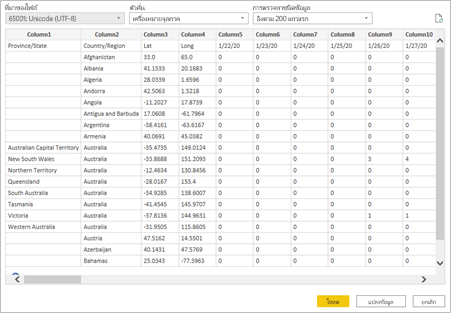 ที่มาของไฟล์ ตัวคั่น การตรวจหาชนิดข้อมูล
65001: Unicode (UTF-8) เครื่องหมายจุลภาค อิงตาม 200 แถวแรก
Column1 Column2 Column3 Column4 Column5 Column6 Column7 Column8 Column9 Column10
Province/State Country/Region Lat Long 1/22/20 1/23/20 1/24/20 1/25/20 1/26/20 1/27/20
Afghanistan 33.0 65.0 0 0 0 0 0 0
Albania 41.1533 20.1683 0 0 0 0 0 0
Algeria 28.0339 1.6596 0 0 0 0 0 0
Andorra 42.5063 1.5218 0 0 0 0 0 0
Angola -11.2027 17.8739 0 0 0 0 0 0
Antigua and Barbuda 17.0608 -61.7964 0 0 0 0 0 0
Argentina -38.4161 -63.6167 0 0 0 0 0 0
Armenia 40.0691 45.0382 0 0 0 0 0 0
Australian Capital Territory Australia -35.4735 149.0124 0 0 0 0 0 0
New South Wales Australia -33.8688 151.2093 0 0 0 0 3 4
Northern Territory Australia -12.4634 130.8456 0 0 0 0 0 0
Queensland Australia -28.0167 153.4 0 0 0 0 0 0
South Australia Australia -34.9285 138.6007 0 0 0 0 0 0
Tasmania Australia -41.4545 145.9707 0 0 0 0 0 0
Victoria Australia -37.8136 144.9631 0 0 0 0 1 1
Western Australia Australia -31.9505 115.8605 0 0 0 0 0 0
Austria 47.5162 14.5501 0 0 0 0 0 0
Azerbaijan 40.1431 47.5769 0 0 0 0 0 0
Bahamas 25.0343 -77.3963 0 0 0 0 0 0
โหลด แปลงข้อมูล ยกเลิก